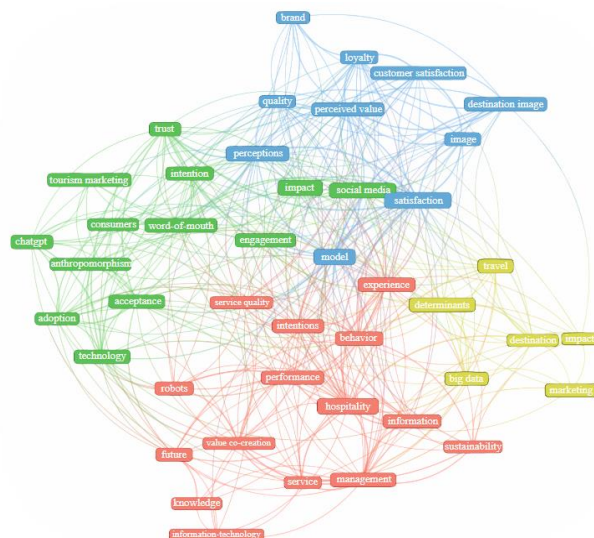 brand
loyalty
customer satisfaction
quality
perceived value
destination image
trust
image
perceptions
intention
tourism marketing
impact
social media
satisfaction
consumers
word-of-mouth
chatgpt
engagement
model
anthropomorphism
travel
experience
acceptance
service quality
determinants
adoption
intentions
behavior
destination
impact
technology
performance
big data
robots
marketing
hospitality
information
value co-creation
sustainability
future
service
management
knowledge
information-technology